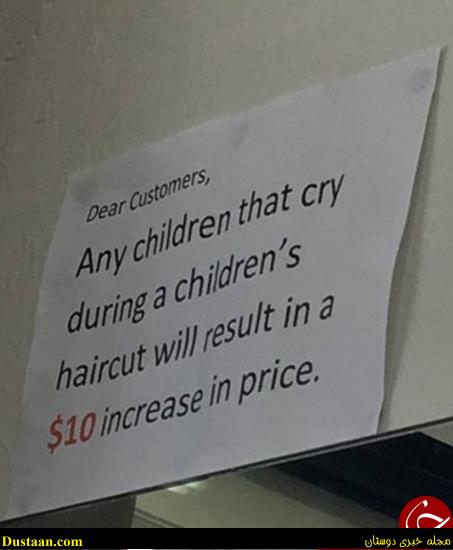 Dear Customers,
Any children that cry
during a children's
haircut will result in a
$10 increase in price.
Dustaan.com
مجله خبری دوستان